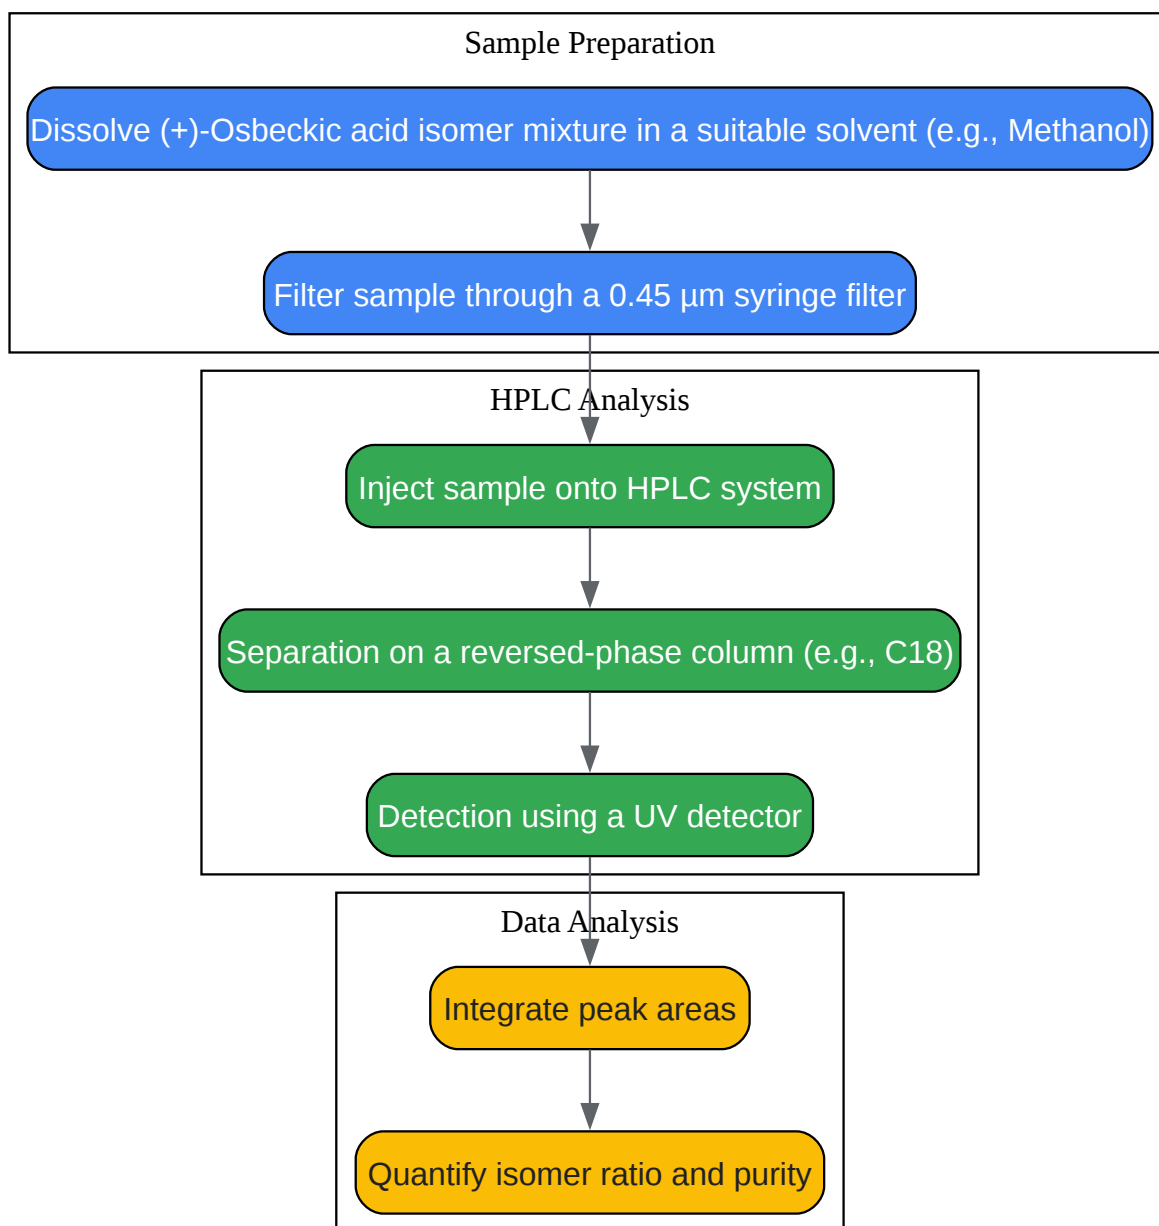 Sample Preparation
Dissolve (+)-Osbeckic acid isomer mixture in a suitable solvent (e.g., Methanol)
Filter sample through a 0.45 µm syringe filter
HPLC Analysis
Inject sample onto HPLC system
Separation on a reversed-phase column (e.g., C18)
Detection using a UV detector
Data Analysis
Integrate peak areas
Quantify isomer ratio and purity